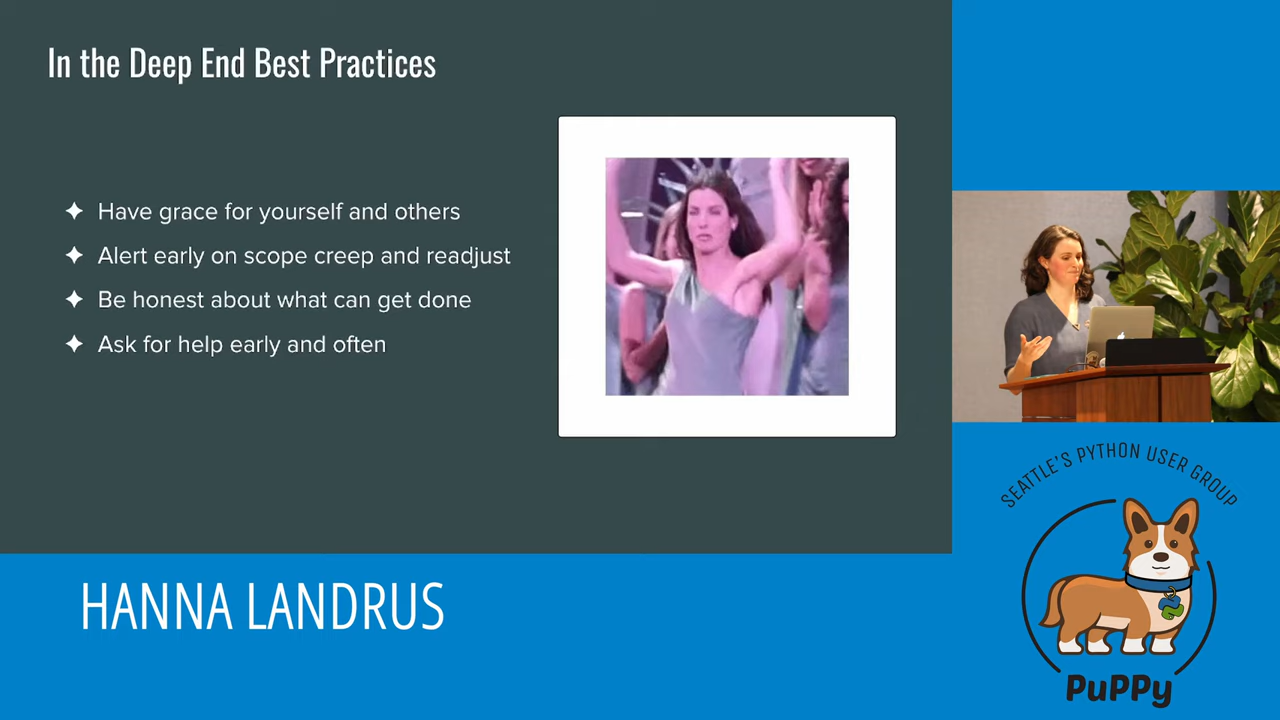 In the Deep End Best Practices
✦ Have grace for yourself and others
✦ Alert early on scope creep and readjust
✦ Be honest about what can get done
✦ Ask for help early and often
SEATTLE'S PYTHON USER GROUP
PuPPy
HANNA LANDRUS